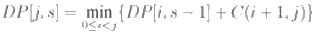 DP[j, s] = min_{0≤i<j} {DP[i, s − 1] + C(i + 1, j)}